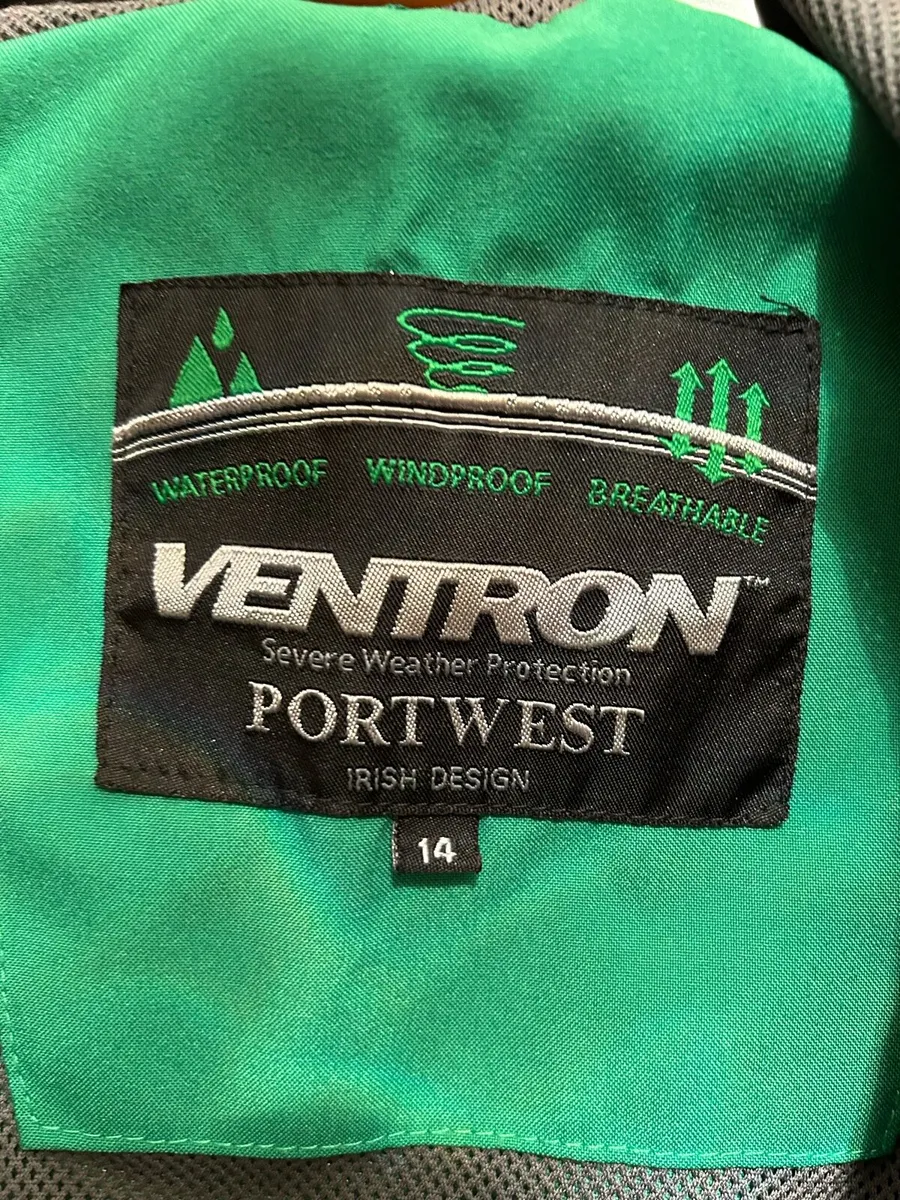 WATERPROOF WINDPROOF BREATHABLE
VENTRON™
Severe Weather Protection
PORTWEST
IRISH DESIGN
14